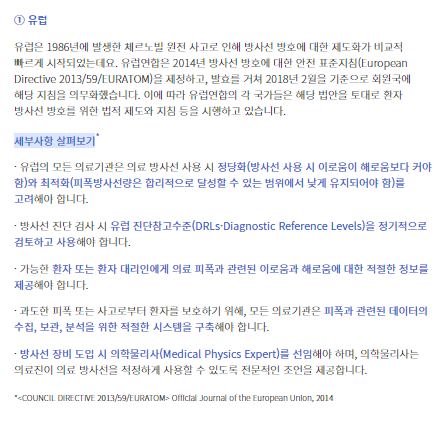 ① 유럽
유럽은 1986년에 발생한 체르노빌 원전 사고로 인해 방사선 방호에 대한 제도화가 비교적
빠르게 시작되었는데요. 유럽연합은 2014년 방사선 방호에 대한 안전 표준지침(European
Directive 2013/59/EURATOM)을 제정하고, 발효를 거쳐 2018년 2월을 기준으로 회원국에
해당 지침을 의무화했습니다. 이에 따라 유럽연합의 각 국가들은 해당 법안을 토대로 환자
방사선 방호를 위한 법적 제도와 지침 등을 시행하고 있습니다.
세부사항 살펴보기*
· 유럽의 모든 의료기관은 의료 방사선 사용 시 정당화(방사선 사용 시 이로움이 해로움보다 커야
함)와 최적화(피폭방사선량은 합리적으로 달성할 수 있는 범위에서 낮게 유지되어야 함)를
고려해야 합니다.
· 방사선 진단 검사 시 유럽 진단참고수준(DRLs-Diagnostic Reference Levels)을 정기적으로
검토하고 사용해야 합니다.
· 가능한 환자 또는 환자 대리인에게 의료 피폭과 관련된 이로움과 해로움에 대한 적절한 정보를
제공해야 합니다.
· 과도한 피폭 또는 사고로부터 환자를 보호하기 위해, 모든 의료기관은 피폭과 관련된 데이터의
수집, 보관, 분석을 위한 적절한 시스템을 구축해야 합니다.
· 방사선 장비 도입 시 의학물리사(Medical Physics Expert)를 선임해야 하며, 의학물리사는
의료진이 의료 방사선을 적정하게 사용할 수 있도록 전문적인 조언을 제공합니다.
*<COUNCIL DIRECTIVE 2013/59/EURATOM> Official Journal of the European Union, 2014